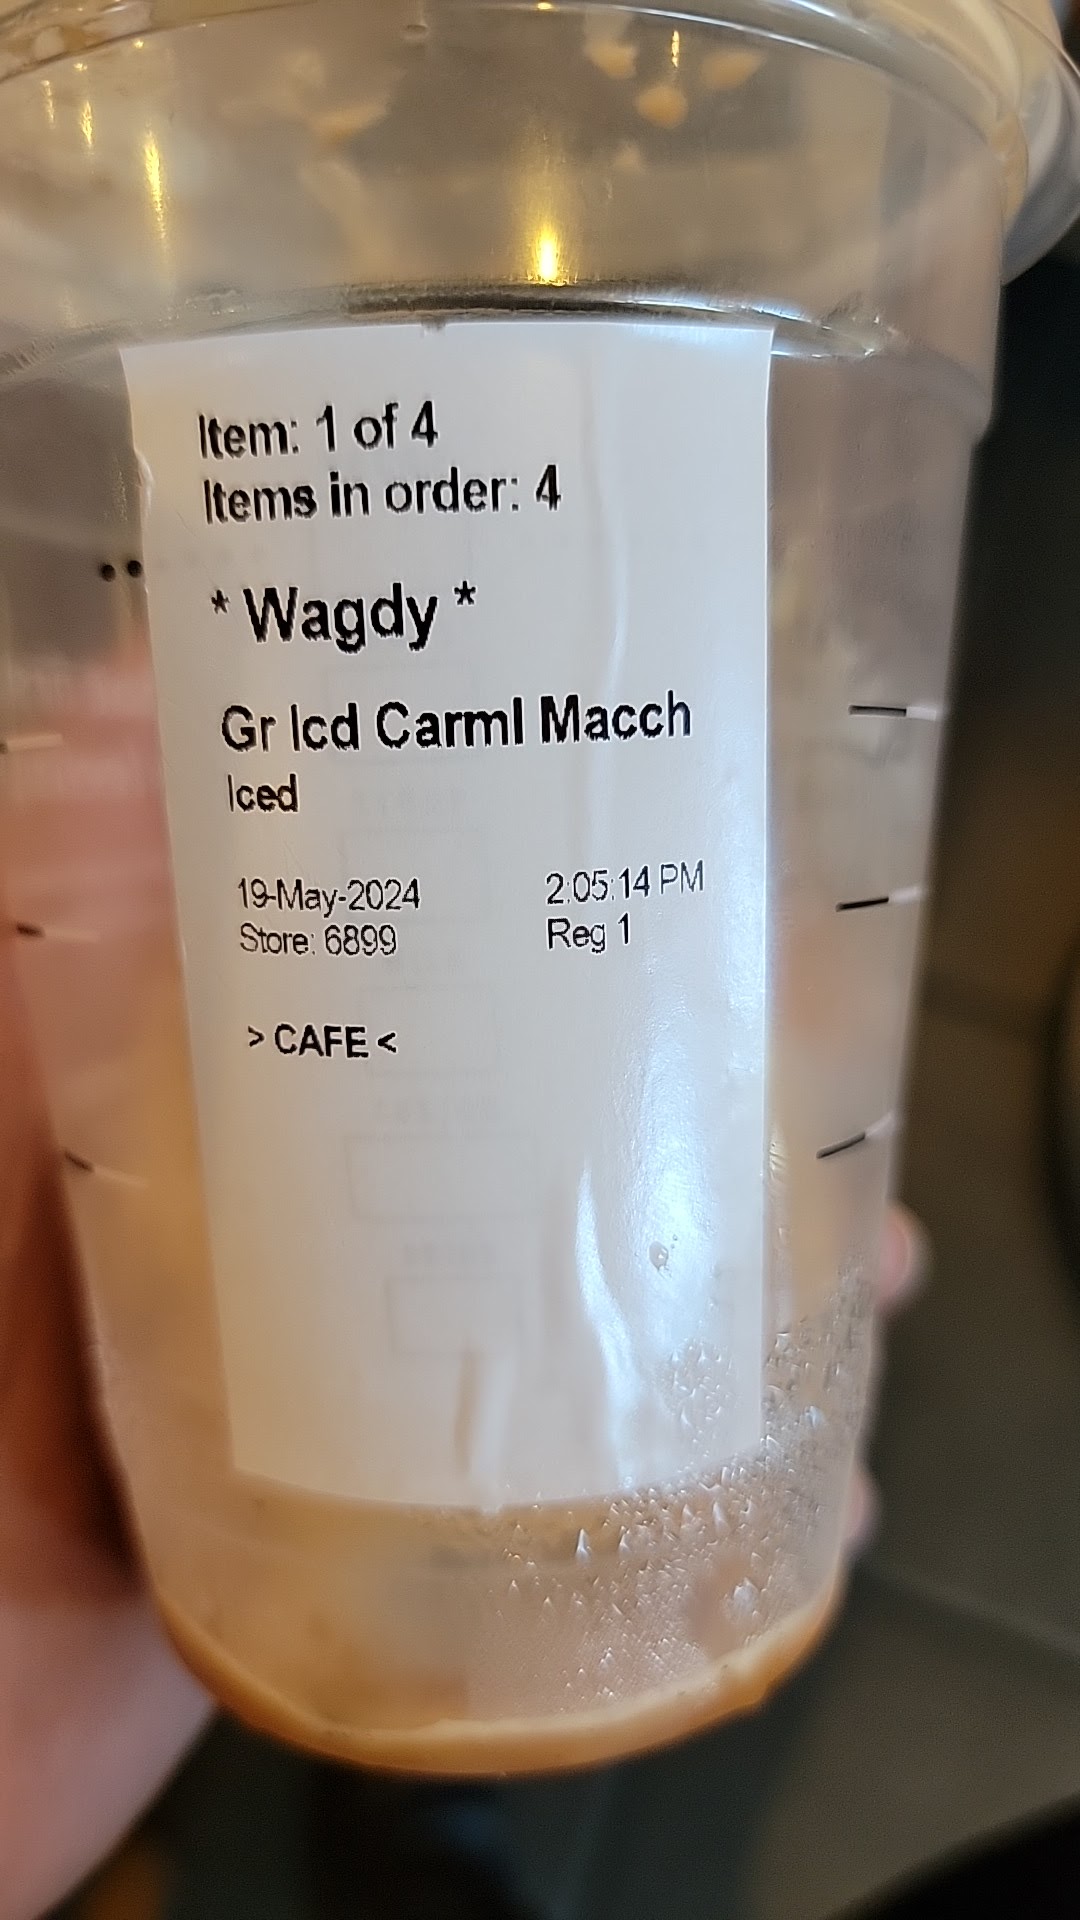 Item: 1 of 4
Items in order: 4
* Wagdy *
Gr Icd Carml Macch
Iced
19-May-2024 2:05:14 PM
Store: 6899 Reg 1
> CAFE <